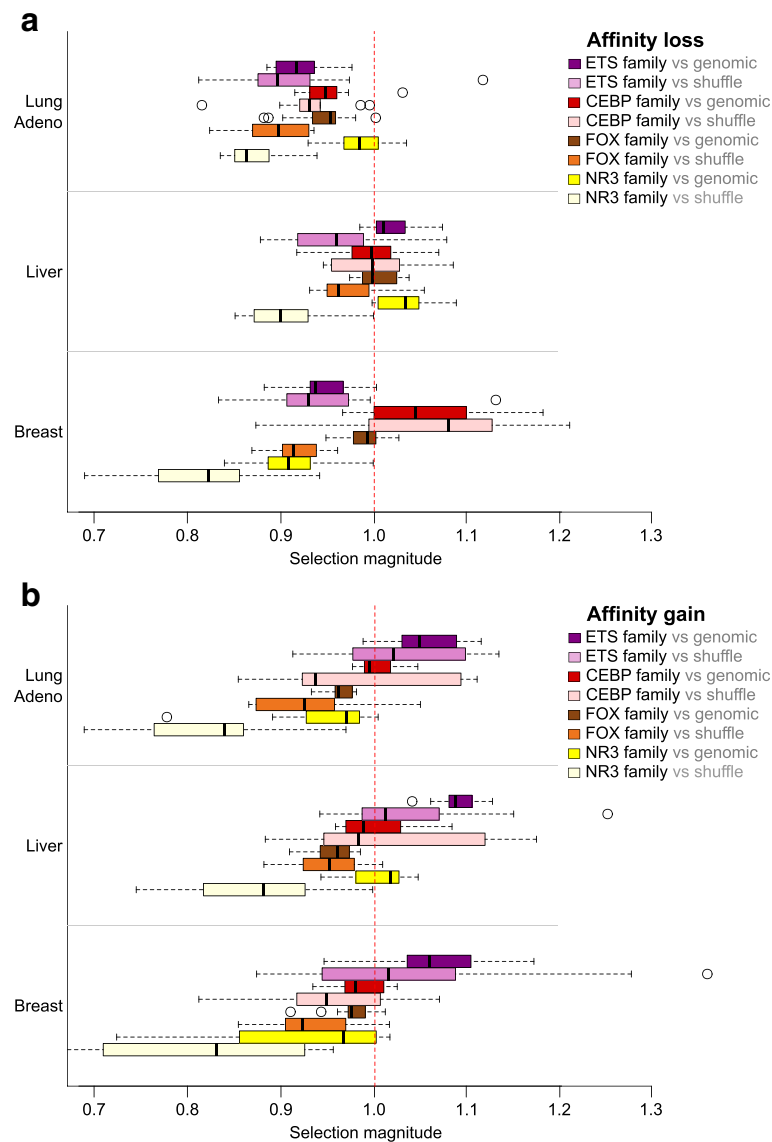 a
Affinity loss
ETS family vs genomic
ETS family vs shuffle
CEBP family vs genomic
CEBP family vs shuffle
FOX family vs genomic
FOX family vs shuffle
NR3 family vs genomic
NR3 family vs shuffle
Lung
Adeno
Liver
Breast
0.7 0.8 0.9 1.0 1.1 1.2 1.3
Selection magnitude
b
Affinity gain
ETS family vs genomic
ETS family vs shuffle
CEBP family vs genomic
CEBP family vs shuffle
FOX family vs genomic
FOX family vs shuffle
NR3 family vs genomic
NR3 family vs shuffle
Lung
Adeno
Liver
Breast
0.7 0.8 0.9 1.0 1.1 1.2 1.3
Selection magnitude